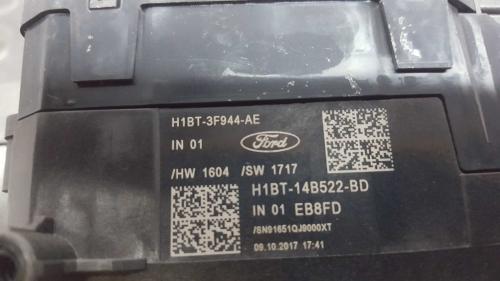 H1BT-3F944-AE
IN 01
Ford
/HW 1604 /SW 1717
H1BT-14B522-BD
IN 01 EB8FD
/SN91651QJ9000XT
09.10.2017 17:41